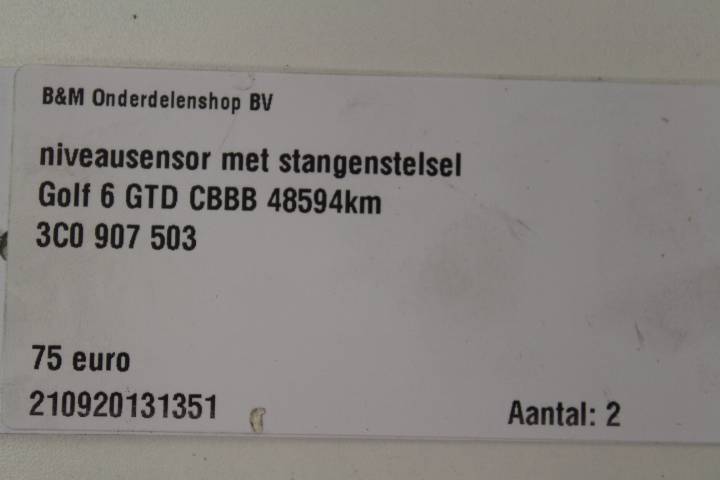 B&M Onderdelenshop BV
niveausensor met stangenstelsel
Golf 6 GTD CBBB 48594km
3C0 907 503
75 euro
210920131351
Aantal: 2